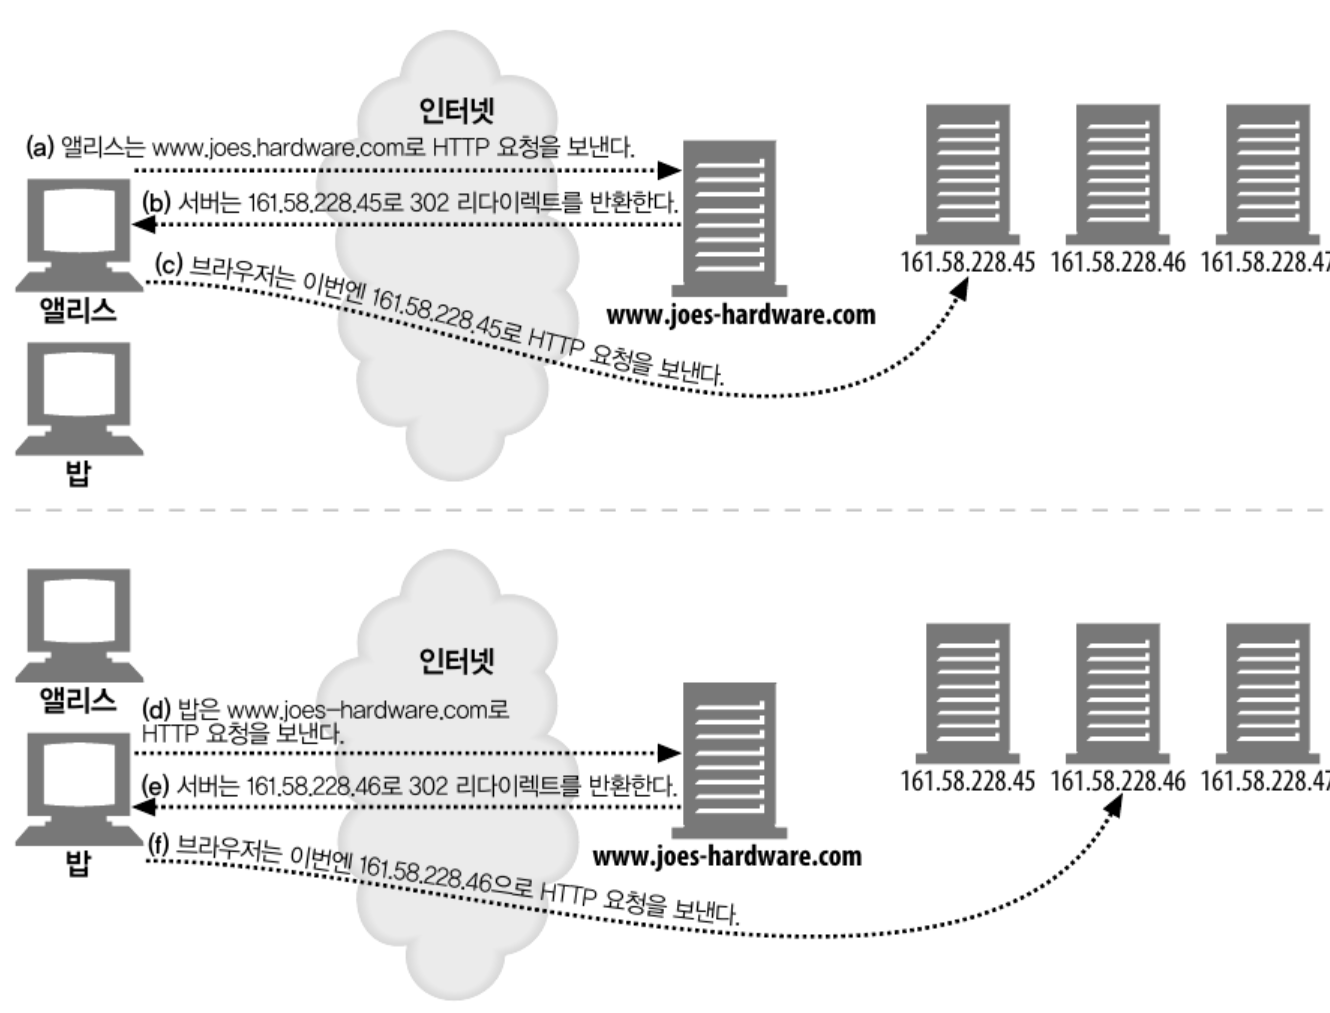 인터넷
(a) 앨리스는 www.joes.hardware.com로 HTTP 요청을 보낸다.
(b) 서버는 161.58.228.45로 302 리다이렉트를 반환한다.
(c) 브라우저는 이번엔 161.58.228.45로 HTTP 요청을 보낸다.
앨리스
밥
www.joes-hardware.com
161.58.228.45
161.58.228.46
161.58.228.47
인터넷
앨리스
(d) 밥은 www.joes-hardware.com로
HTTP 요청을 보낸다.
(e) 서버는 161.58.228.46로 302 리다이렉트를 반환한다.
(f) 브라우저는 이번엔 161.58.228.46으로 HTTP 요청을 보낸다.
밥
www.joes-hardware.com
161.58.228.45
161.58.228.46
161.58.228.47